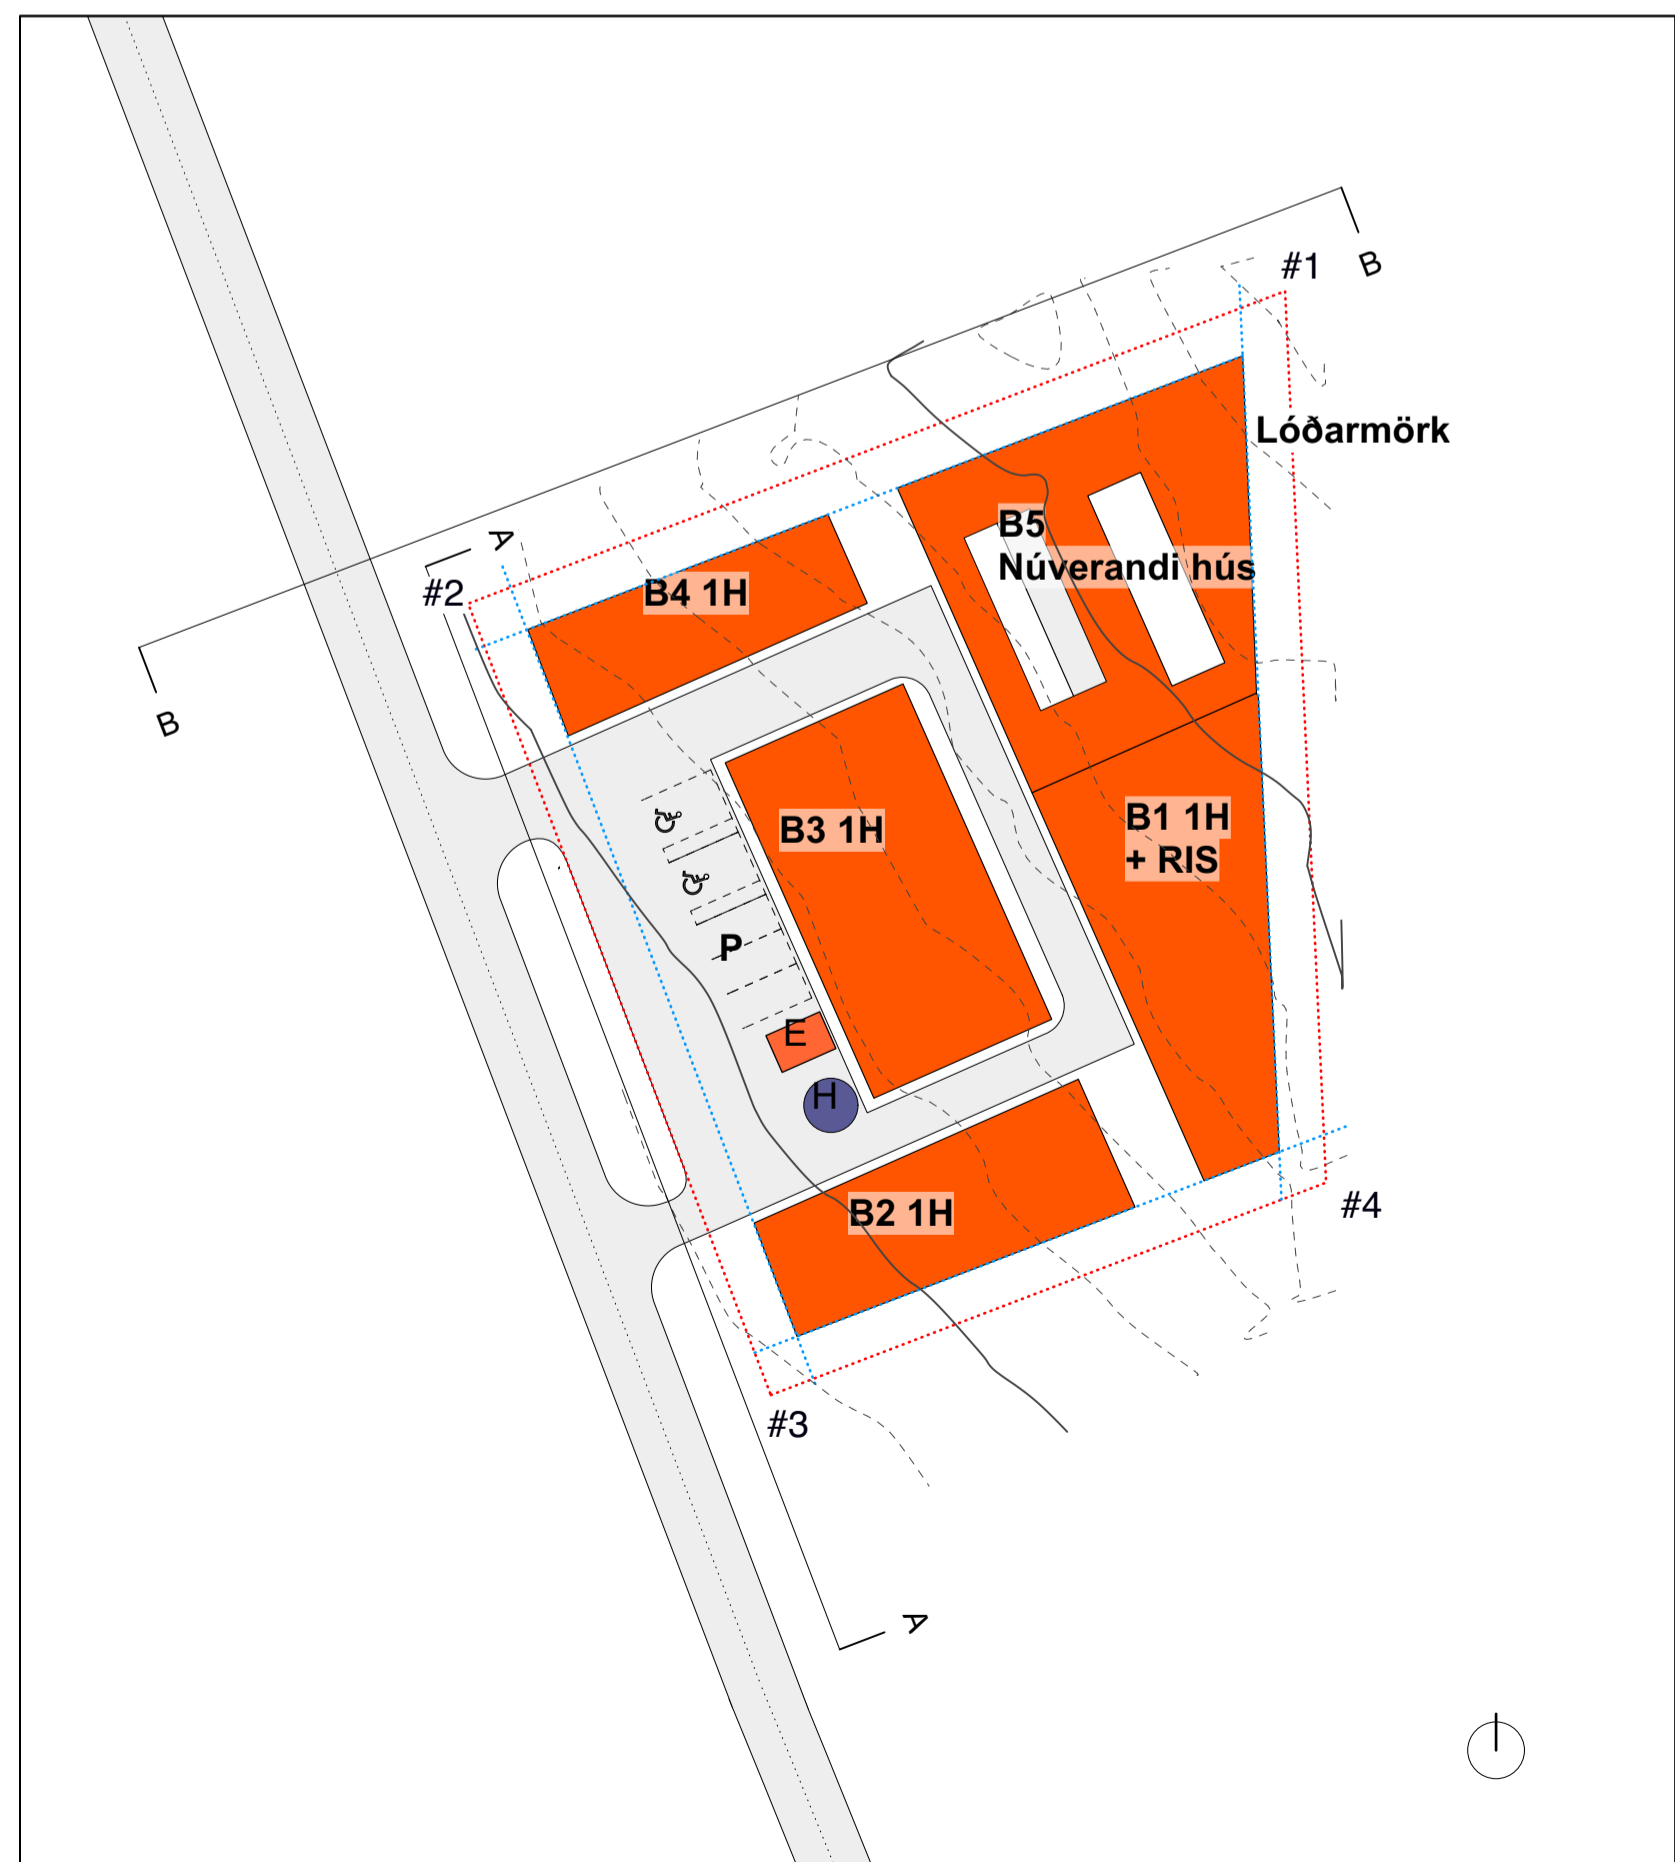 #1
B
Lóðarmörk
B5
Núverandi hús
A
#2
B4 1H
B
B1 1H
+ RIS
B3 1H
P
E
H
B2 1H
#4
#3
A